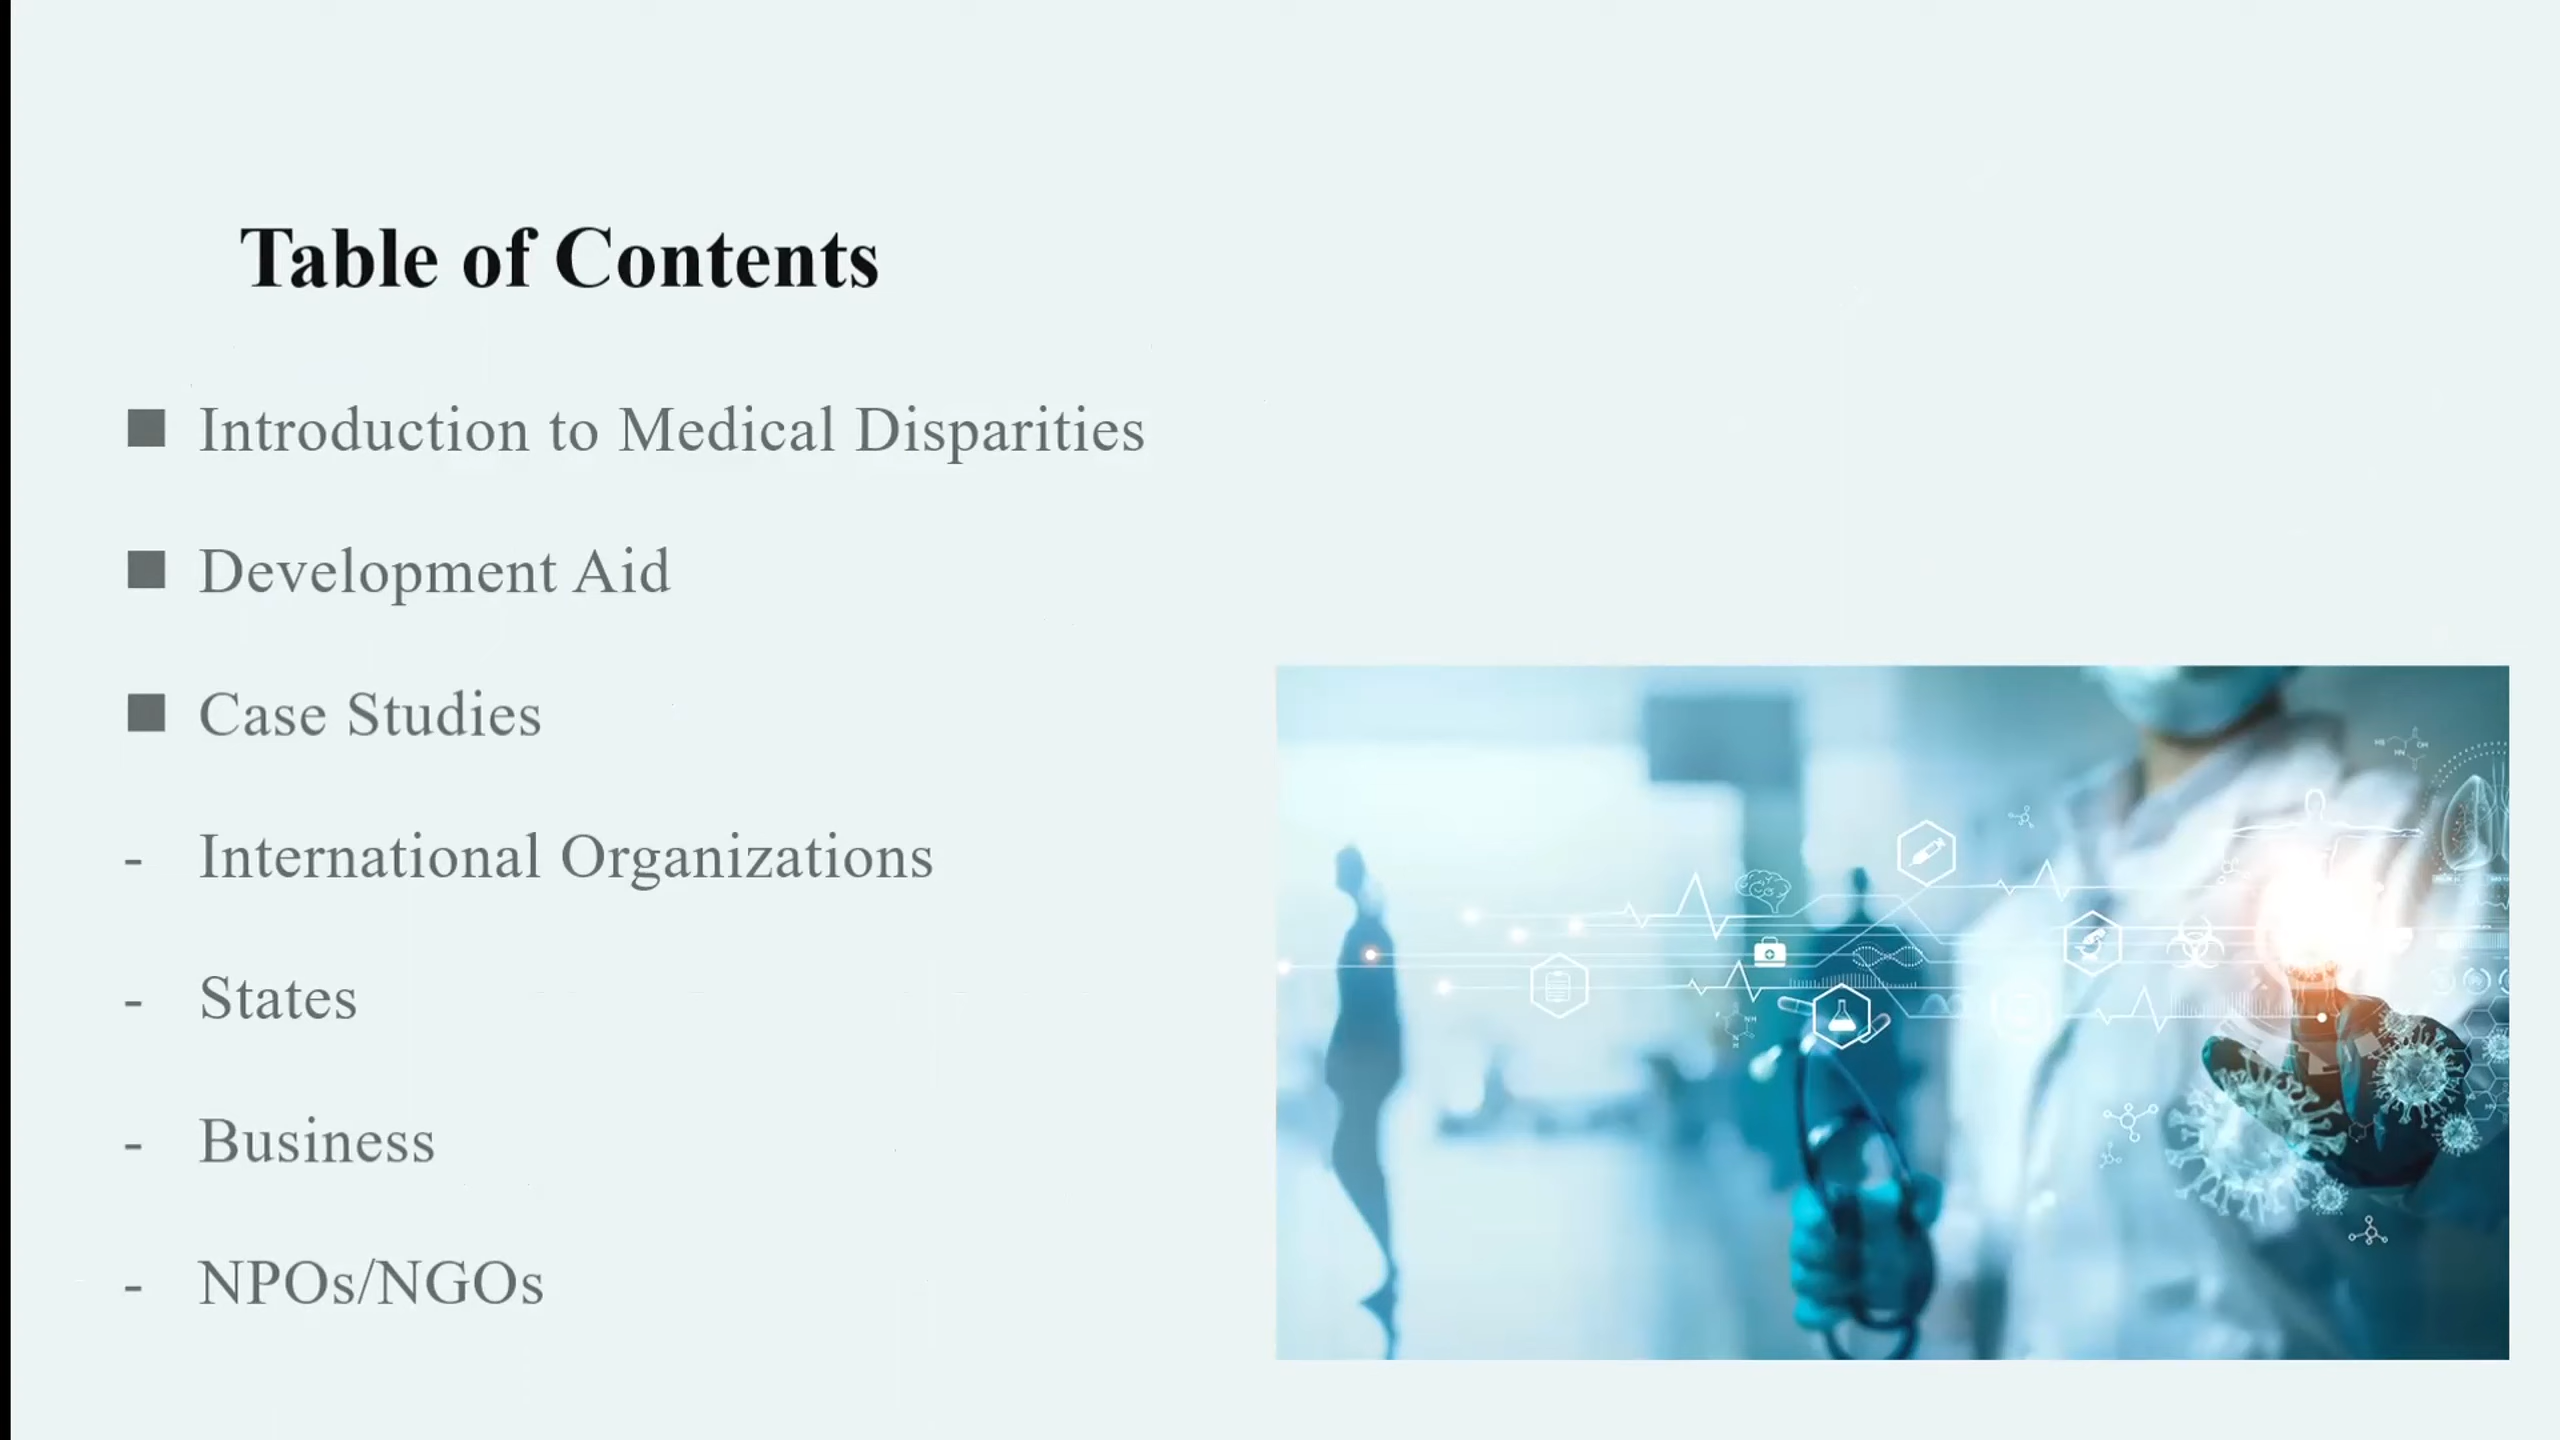 Table of Contents
■ Introduction to Medical Disparities
■ Development Aid
■ Case Studies
- International Organizations
- States
- Business
- NPOs/NGOs